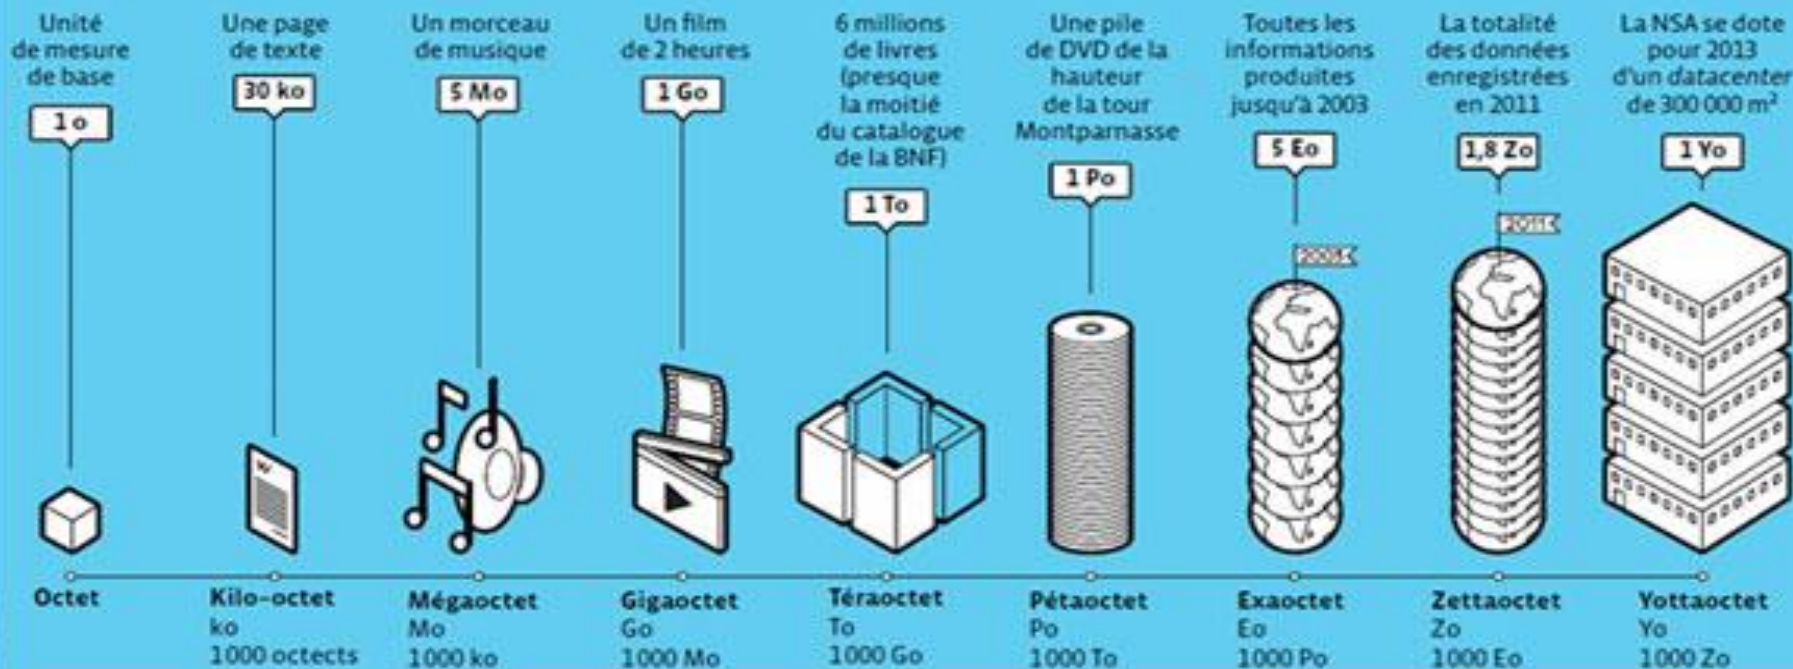 Unité
de mesure
de base
1 o
Une page
de texte
30 ko
Un morceau
de musique
5 Mo
Un film
de 2 heures
1 Go
6 millions
de livres
(presque
la moitié
du catalogue
de la BNF)
1 To
Une pile
de DVD de la
hauteur
de la tour
Montparnasse
1 Po
Toutes les
informations
produites
jusqu'à 2003
5 Eo
2003
La totalité
des données
enregistrées
en 2011
1,8 Zo
2011
La NSA se dote
pour 2013
d'un datacenter
de 300 000 m²
1 Yo
W
Octet
Kilo-octet
ko
1000 octects
Mégaoctet
Mo
1000 ko
Gigaoctet
Go
1000 Mo
Téraoctet
To
1000 Go
Pétaoctet
Po
1000 To
Exaoctet
Eo
1000 Po
Zettaoctet
Zo
1000 Eo
Yottaoctet
Yo
1000 Zo